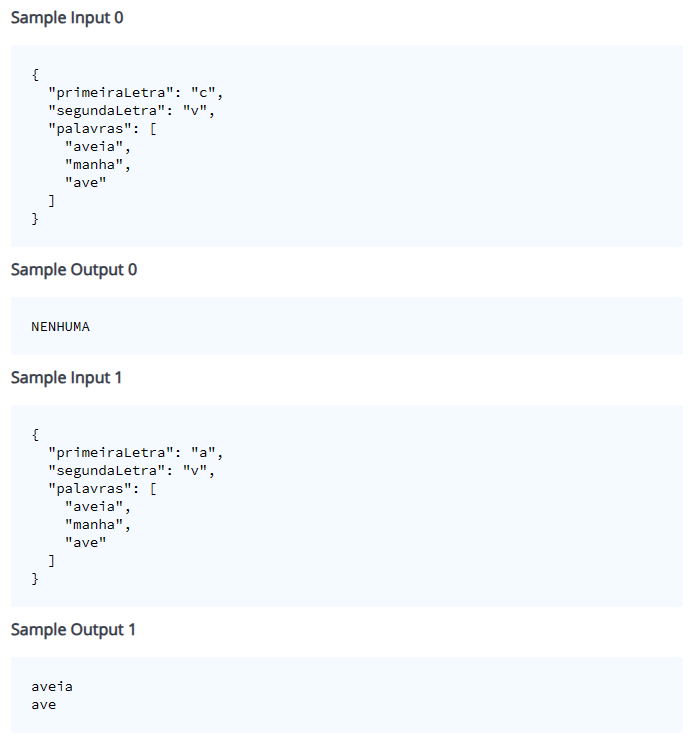 Sample Input 0
{
  "primeiraLetra": "c",
  "segundaLetra": "v",
  "palavras": [
    "aveia",
    "manha",
    "ave"
  ]
}
Sample Output 0
NENHUMA
Sample Input 1
{
  "primeiraLetra": "a",
  "segundaLetra": "v",
  "palavras": [
    "aveia",
    "manha",
    "ave"
  ]
}
Sample Output 1
aveia
ave